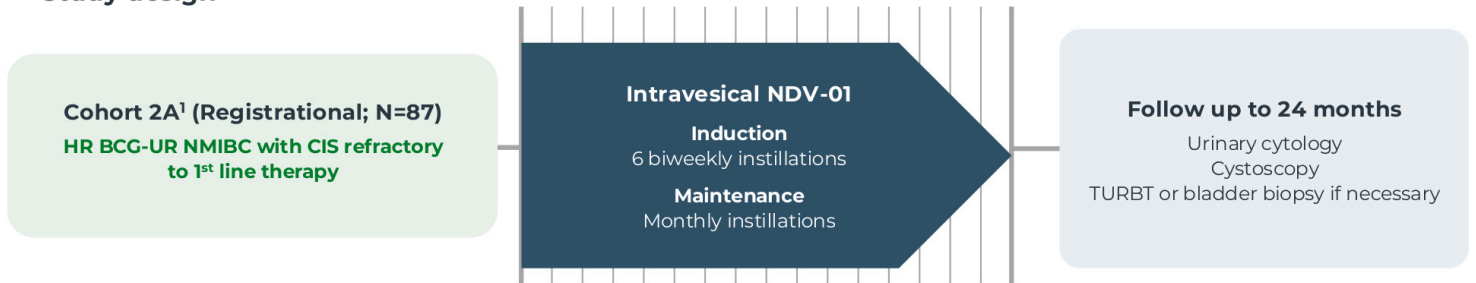 Study design
Cohort 2A¹ (Registrational; N=87)
HR BCG-UR NMIBC with CIS refractory
to 1st line therapy
Intravesical NDV-01
Induction
6 biweekly instillations
Maintenance
Monthly instillations
Follow up to 24 months
Urinary cytology
Cystoscopy
TURBT or bladder biopsy if necessary